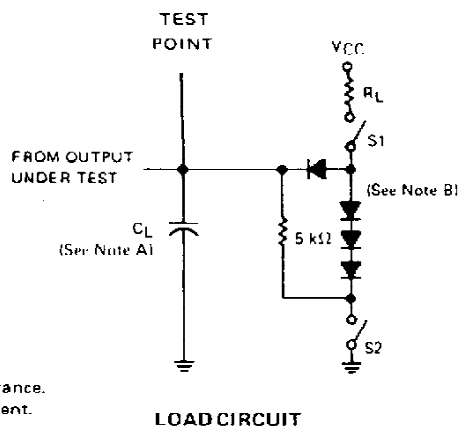 TEST
POINT
VCC
RL
S1
FROM OUTPUT
UNDER TEST
(See Note B)
CL
(See Note A)
5 kΩ
S2
ent.
LOAD CIRCUIT